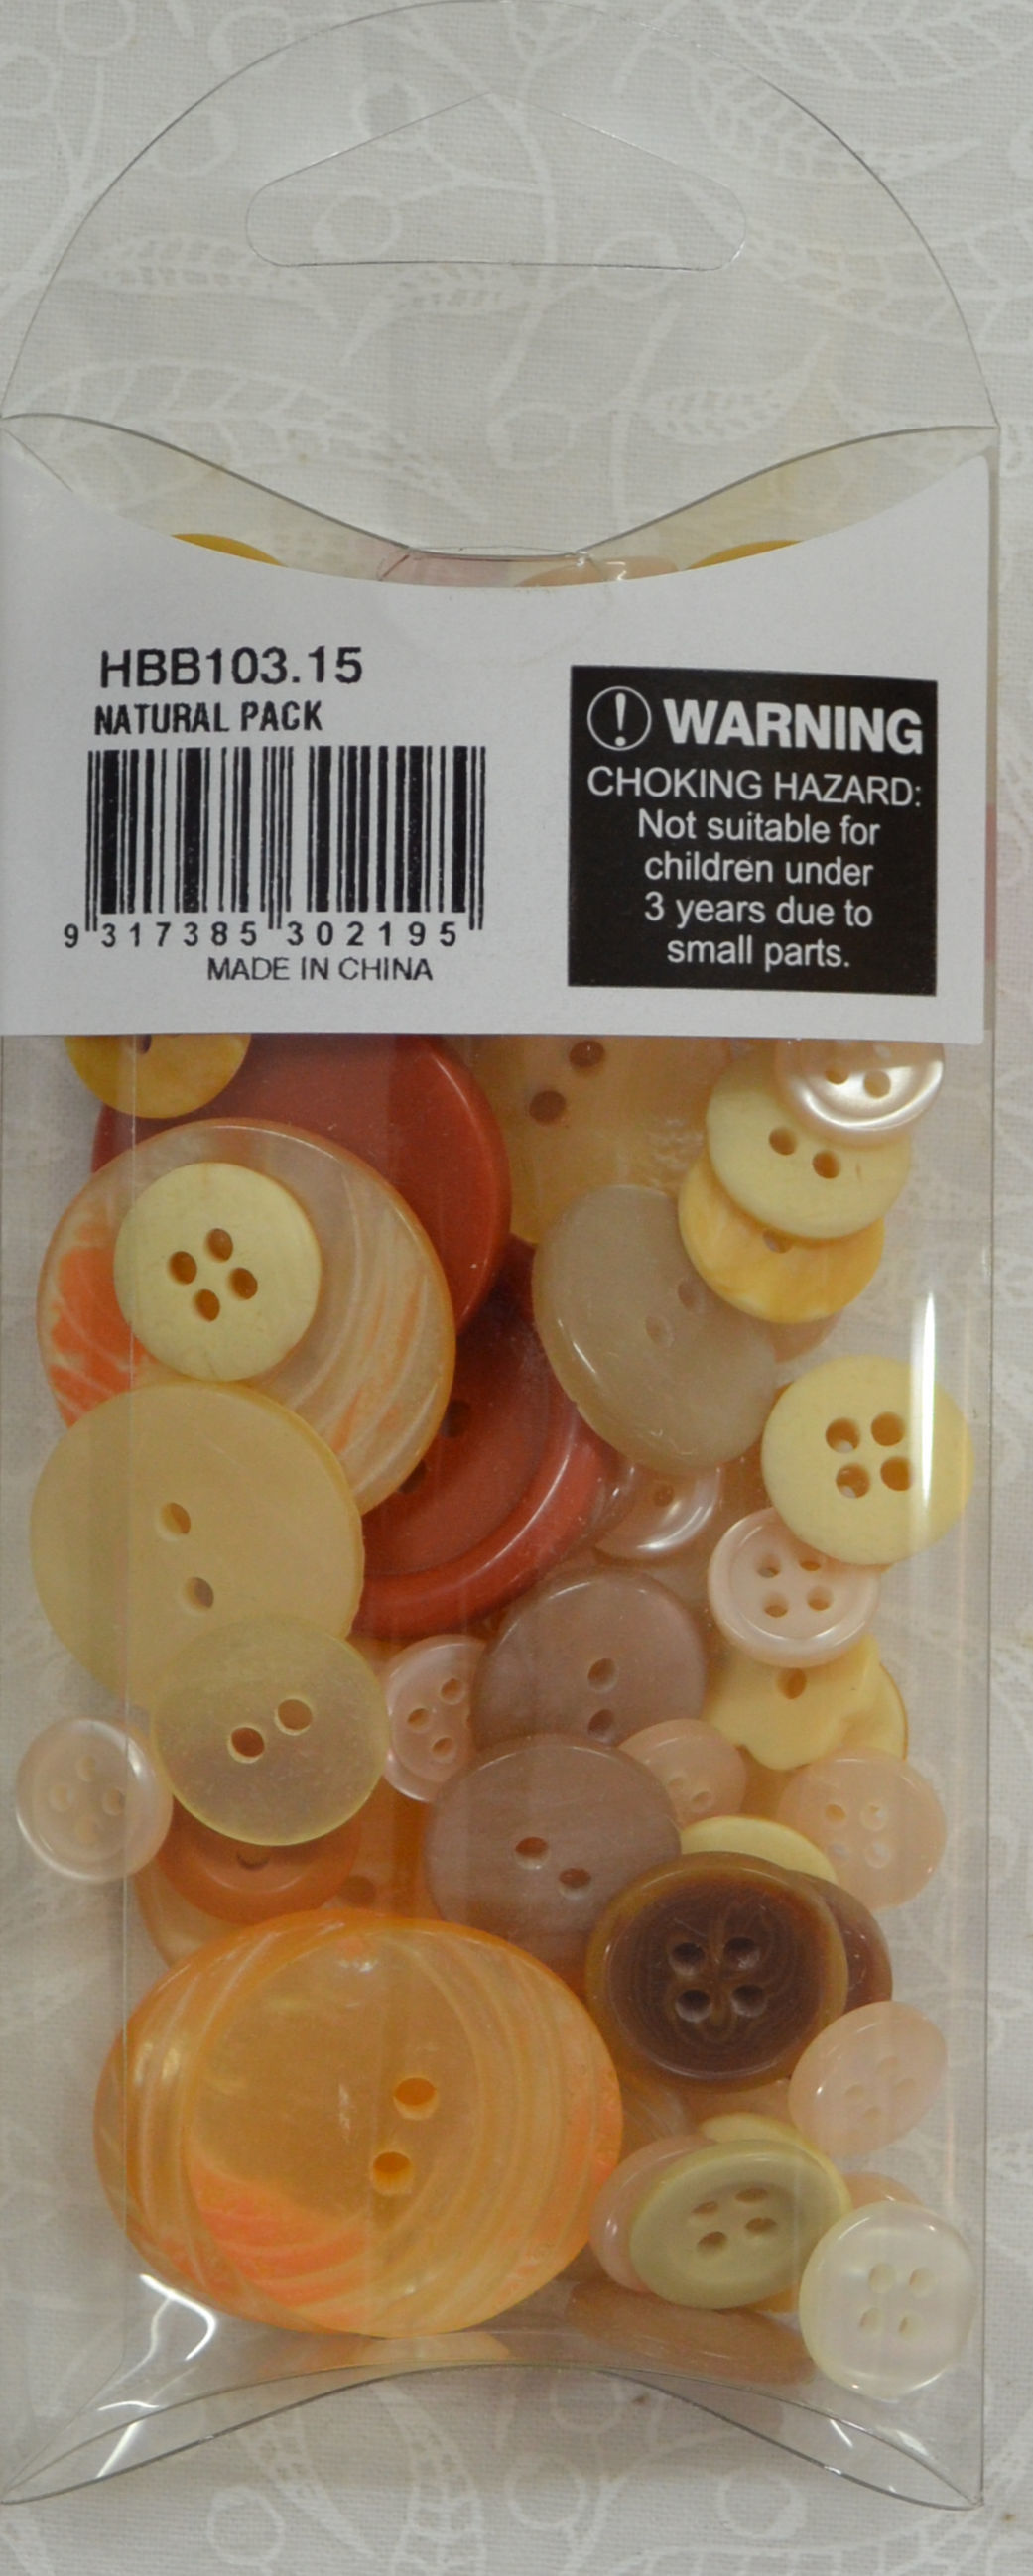 HBB103.15
NATURAL PACK
9 317385 302195
MADE IN CHINA
! WARNING
CHOKING HAZARD:
Not suitable for
children under
3 years due to
small parts.